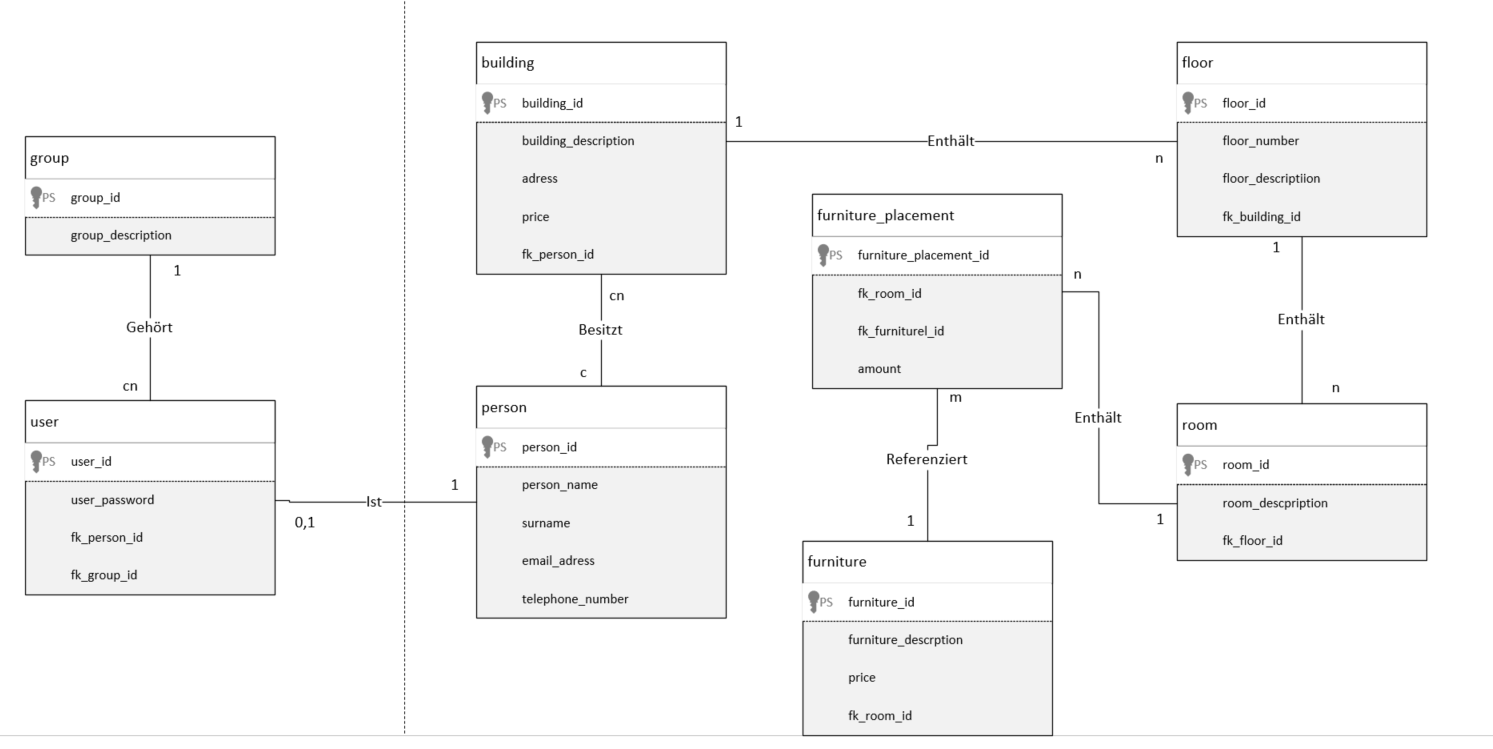 group
PS group_id
group_description
1
Gehört
cn
user
PS user_id
user_password
fk_person_id
fk_group_id
0,1
Ist
1
building
PS building_id
building_description
adress
price
fk_person_id
cn
Besitzt
c
person
PS person_id
person_name
surname
email_adress
telephone_number
1
Enthält
n
floor
PS floor_id
floor_number
floor_descriptiion
fk_building_id
1
Enthält
n
furniture_placement
PS furniture_placement_id
fk_room_id
fk_furniturel_id
amount
n
Enthält
1
m
Referenziert
1
room
PS room_id
room_descpription
fk_floor_id
furniture
PS furniture_id
furniture_descrption
price
fk_room_id